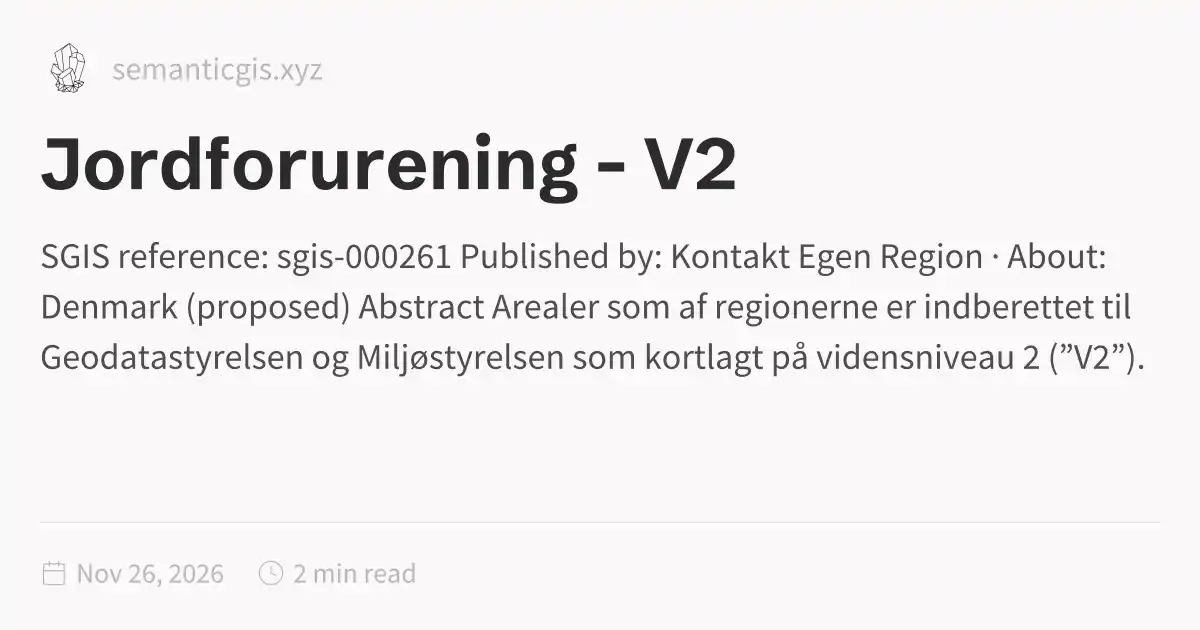 semanticgis.xyz
Jordforurening - V2
SGIS reference: sgis-000261 Published by: Kontakt Egen Region · About:
Denmark (proposed) Abstract Arealer som af regionerne er indberettet til
Geodatastyrelsen og Miljøstyrelsen som kortlagt på vidensniveau 2 (”V2”).
Nov 26, 2026 2 min read